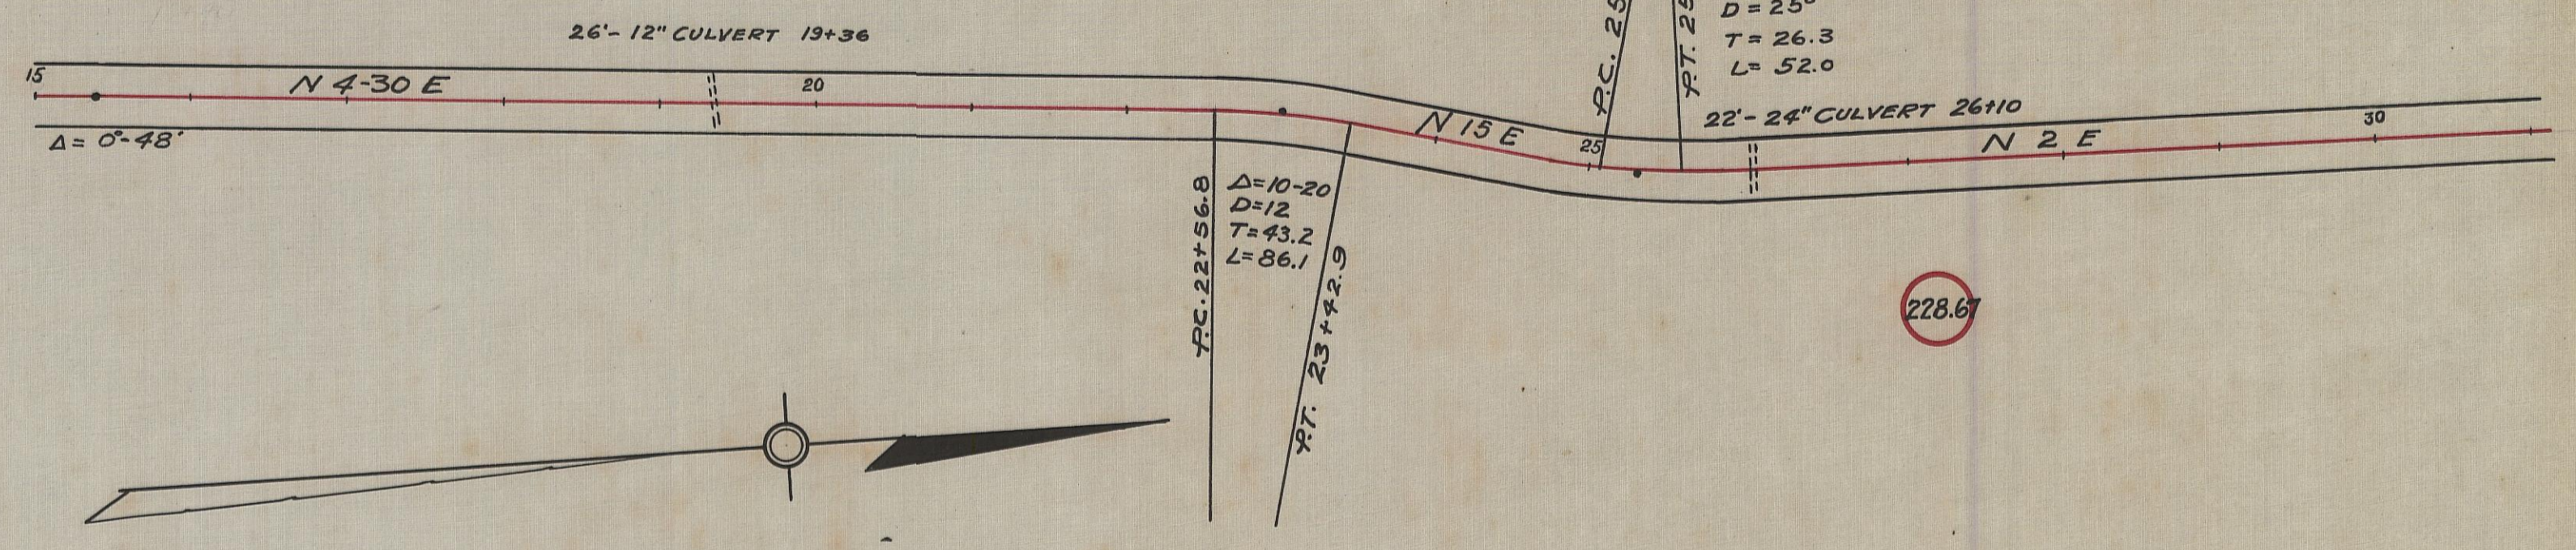 26'- 12" CULVERT 19+36
15
N 4-30 E
20
Δ= 0°-48'
P.C. 22+56.8
Δ=10-20
D=12
T=43.2
L=86.1
P.T. 23+42.9
N 15 E
25
P.C. 25
P.T. 25
D = 25°
T = 26.3
L= 52.0
22'- 24" CULVERT 26+10
N 2 E
30
228.67